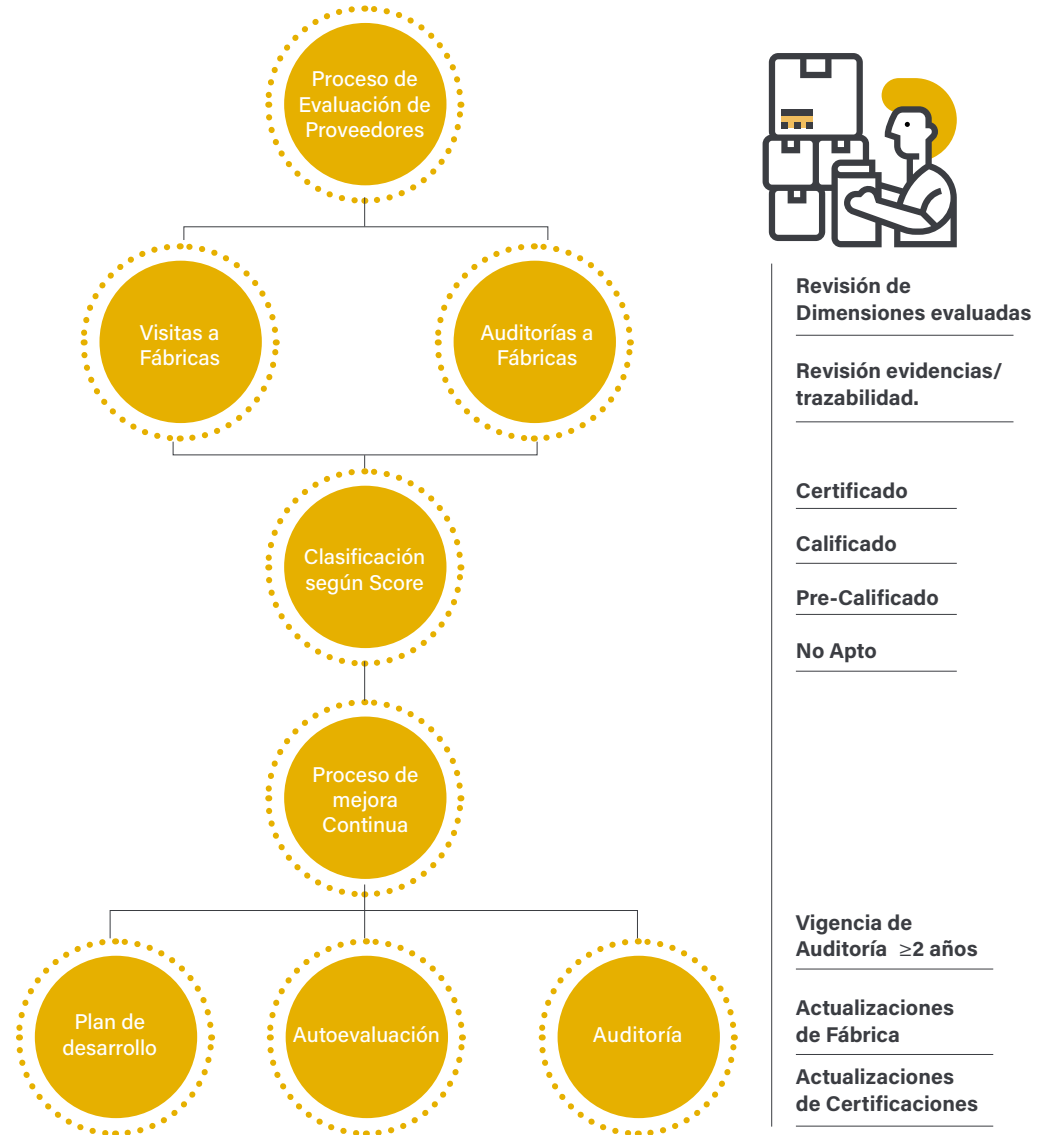 Proceso de
Evaluación de
Proveedores
Visitas a
Fábricas
Auditorías a
Fábricas
Revisión de
Dimensiones evaluadas
Revisión evidencias/
trazabilidad.
Clasificación
según Score
Certificado
Calificado
Pre-Calificado
No Apto
Proceso de
mejora
Continua
Plan de
desarrollo
Autoevaluación
Auditoría
Vigencia de
Auditoría ≥2 años
Actualizaciones
de Fábrica
Actualizaciones
de Certificaciones